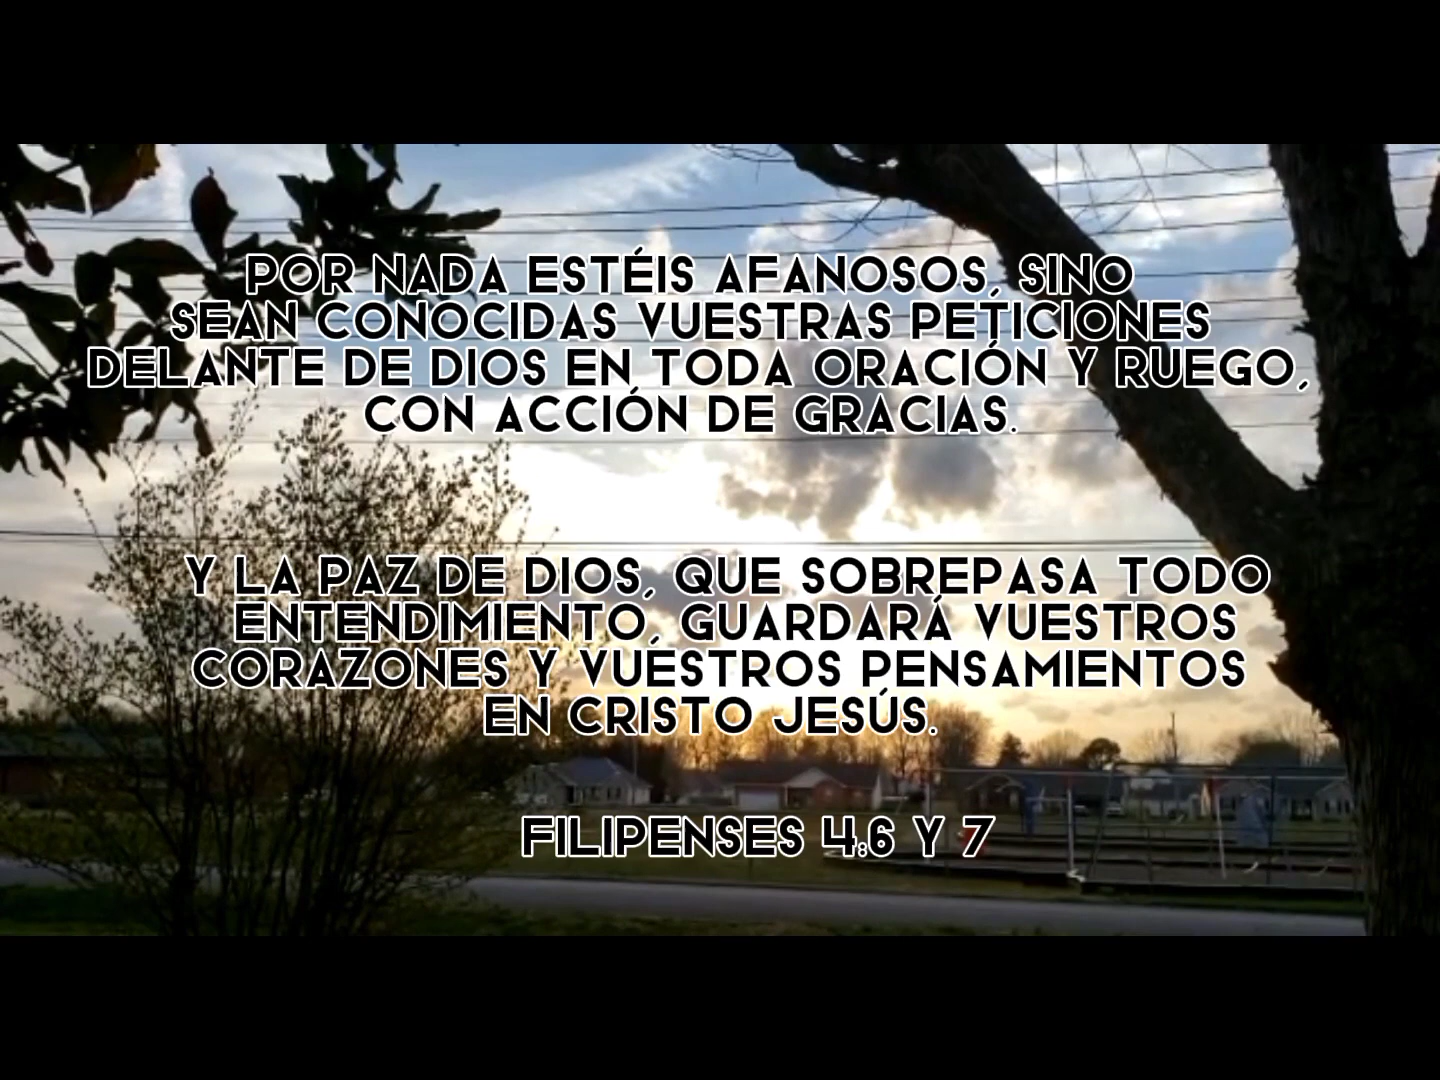 POR NADA ESTÉIS AFANOSOS, SINO
SEAN CONOCIDAS VUESTRAS PETICIONES
DELANTE DE DIOS EN TODA ORACIÓN Y RUEGO,
CON ACCIÓN DE GRACIAS.
Y LA PAZ DE DIOS, QUE SOBREPASA TODO
ENTENDIMIENTO, GUARDARÁ VUESTROS
CORAZONES Y VUESTROS PENSAMIENTOS
EN CRISTO JESÚS.
FILIPENSES 4:6 Y 7